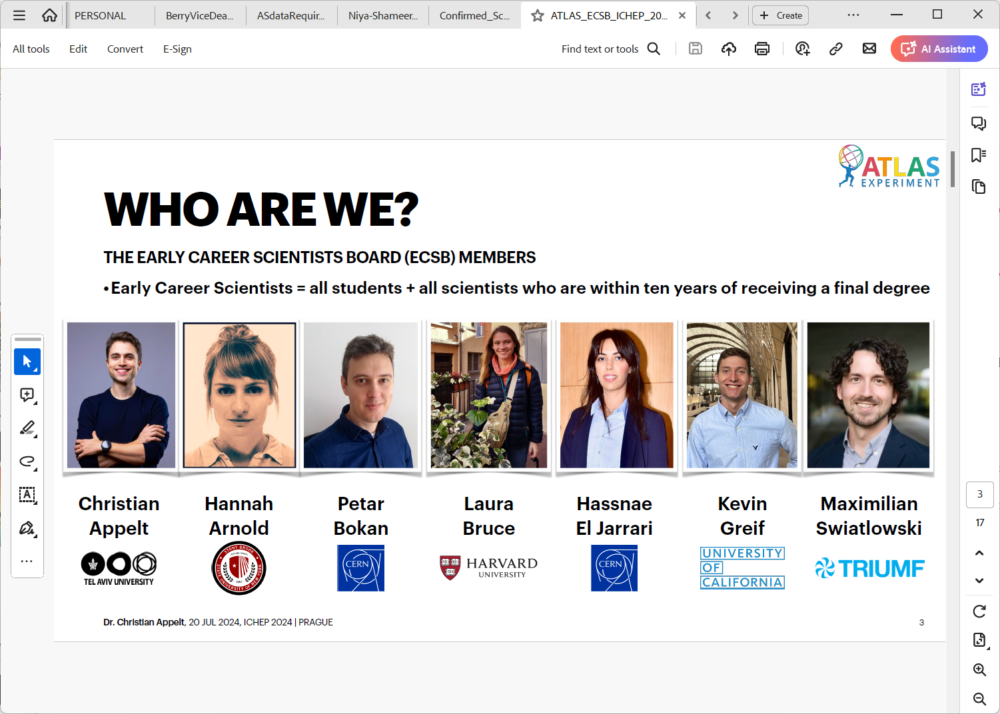 PERSONAL
BerryViceDea...
ASdataRequir...
Niya-Shameer...
Confirmed_Sc...
ATLAS_ECSB_ICHEP_20...
Create
All tools
Edit
Convert
E-Sign
Find text or tools
AI Assistant
ATLAS
EXPERIMENT
WHO ARE WE?
THE EARLY CAREER SCIENTISTS BOARD (ECSB) MEMBERS
•Early Career Scientists = all students + all scientists who are within ten years of receiving a final degree
Christian
Appelt
Hannah
Arnold
Petar
Bokan
Laura
Bruce
Hassnae
El Jarrari
Kevin
Greif
Maximilian
Swiatlowski
TEL AVIV UNIVERSITY
STONY BROOK
STATE UNIVERSITY OF NEW YORK
CERN
HARVARD
UNIVERSITY
CERN
UNIVERSITY
OF
CALIFORNIA
TRIUMF
Dr. Christian Appelt, 20 JUL 2024, ICHEP 2024 | PRAGUE
3
3
17